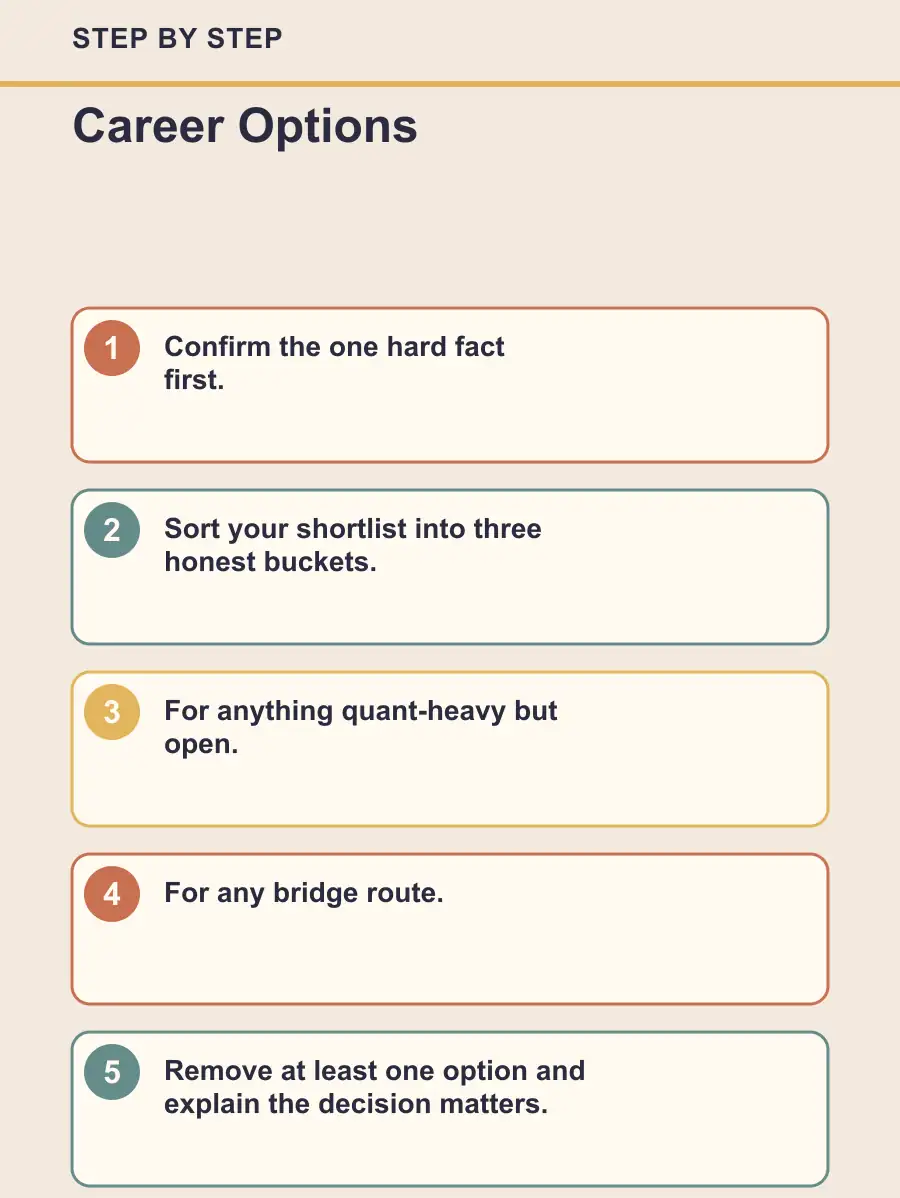 STEP BY STEP
Career Options
1
Confirm the one hard fact
first.
2
Sort your shortlist into three
honest buckets.
3
For anything quant-heavy but
open.
4
For any bridge route.
5
Remove at least one option and
explain the decision matters.